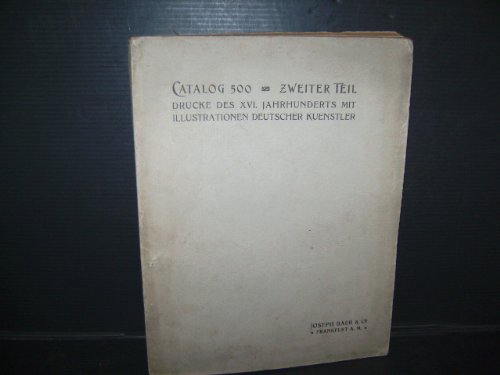 CATALOG 500 ZWEITER TEIL
DRUCKE DES XVI. JAHRHUNDERTS MIT
ILLUSTRATIONEN DEUTSCHER KUENSTLER
JOSEPH BAER & Co
• FRANKFURT A. M. •